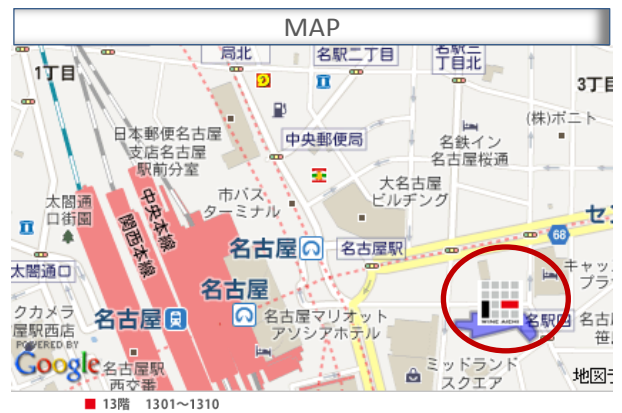 MAP
局北
名駅二丁目
名駅三
丁目北
1丁目
3丁目
(株)ボニト
日本郵便名古屋
支店名古屋
駅前分室
中央郵便局
名鉄イン
名古屋桜通
大名古屋
ビルヂング
太閤通
口街園
中央本線
関西本線
市バス
ターミナル
セン
68
名古屋
名古屋駅
太閤通口
キャッ
プラ
名古屋
クカメラ
屋駅西店
名古屋
名古屋マリオット
アソシアホテル
WINC AICHI
名駅四
名古
笹
POWERED BY
Google
名古屋駅
西交番
ミッドランド
スクエア
地図
13階 1301~1310